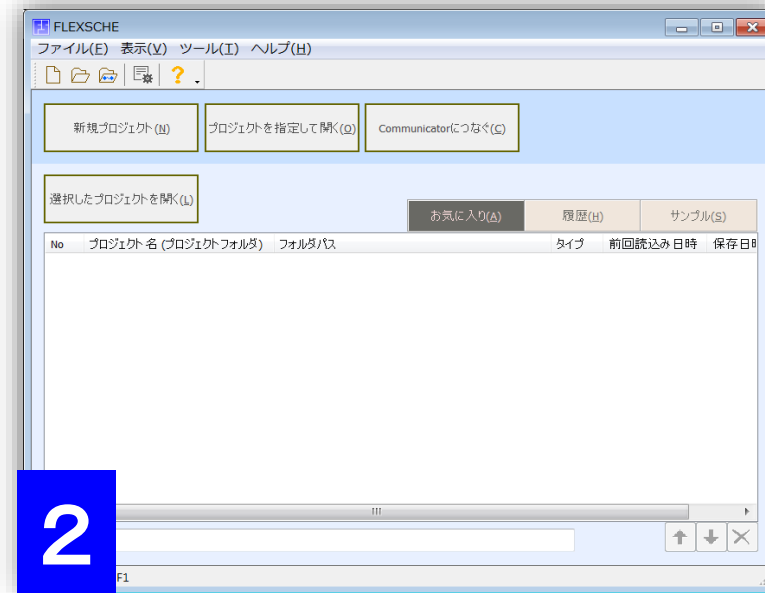 FLEXSCHE
ファイル(F) 表示(V) ツール(T) ヘルプ(H)
新規プロジェクト(N) プロジェクトを指定して開く(O) Communicatorにつなぐ(C)
選択したプロジェクトを開く(L)
お気に入り(A) 履歴(H) サンプル(S)
No プロジェクト名 (プロジェクトフォルダ) フォルダパス タイプ 前回読込み日時 保存日
2
F1